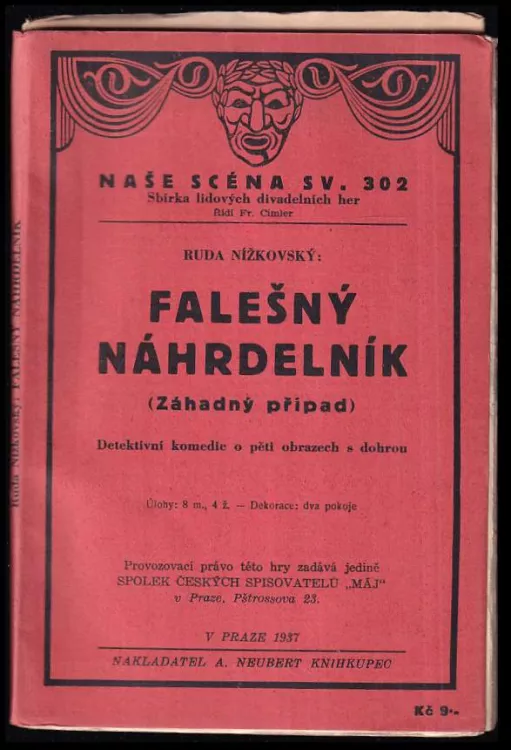 NAŠE SCÉNA SV. 302
Sbírka lidových divadelních her
Řídí Fr. Cimler
RUDA NÍŽKOVSKÝ:
FALEŠNÝ
NÁHRDELNÍK
(Záhadný případ)
Detektivní komedie o pěti obrazech s dohrou
Úlohy: 8 m., 4 ž. — Dekorace: dva pokoje
Provozovací právo této hry zadává jedině
SPOLEK ČESKÝCH SPISOVATELŮ „MÁJ“
v Praze, Pštrossova 23.
V PRAZE 1937
NAKLADATEL A. NEUBERT KNIHKUPEC
Kč 9·-
Ruda Nížkovský: FALEŠNÝ NÁHRDELNÍK